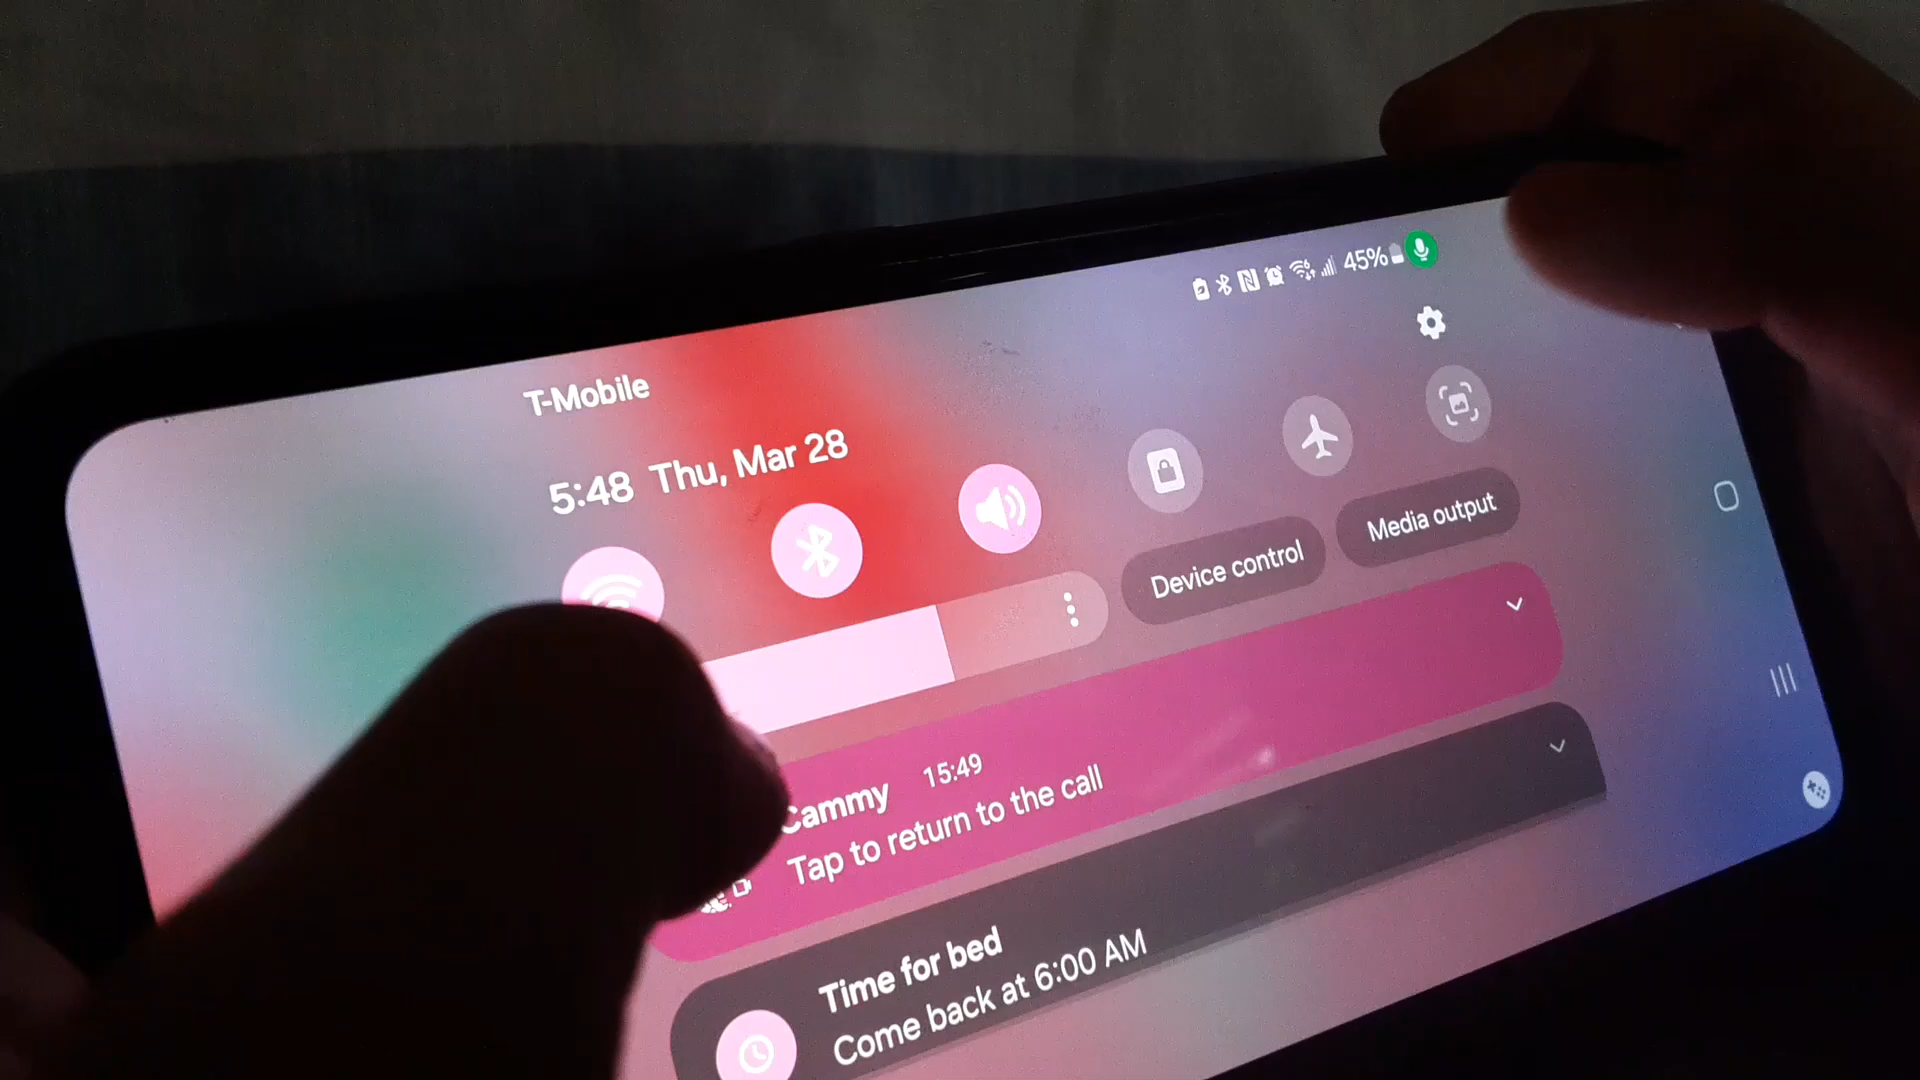 45%
T-Mobile
5:48 Thu, Mar 28
Device control
Media output
Cammy 15:49
Tap to return to the call
Time for bed
Come back at 6:00 AM